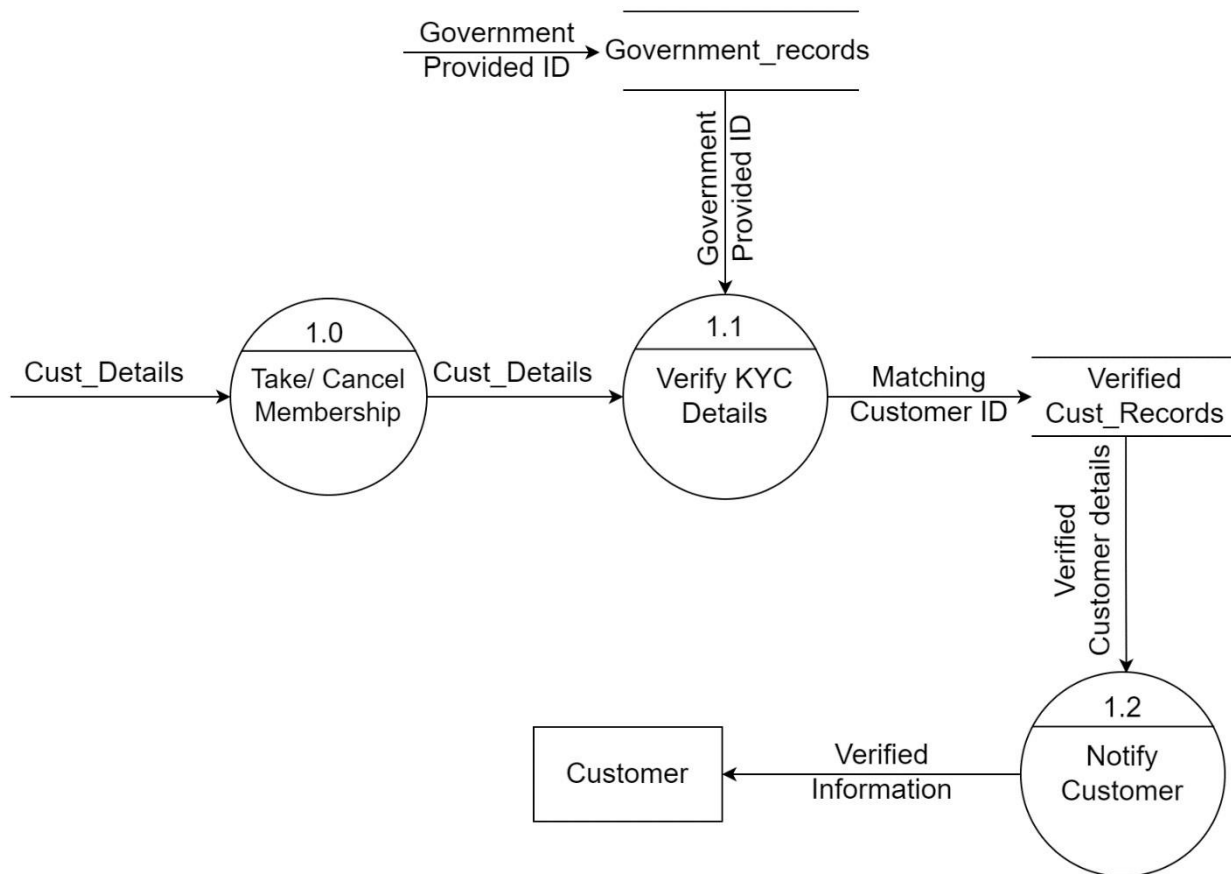 Government
Provided ID
Government_records
Government
Provided ID
1.0
Take/ Cancel
Membership
1.1
Verify KYC
Details
Cust_Details
Cust_Details
Matching
Customer ID
Verified
Cust_Records
Verified
Customer details
1.2
Notify
Customer
Customer
Verified
Information